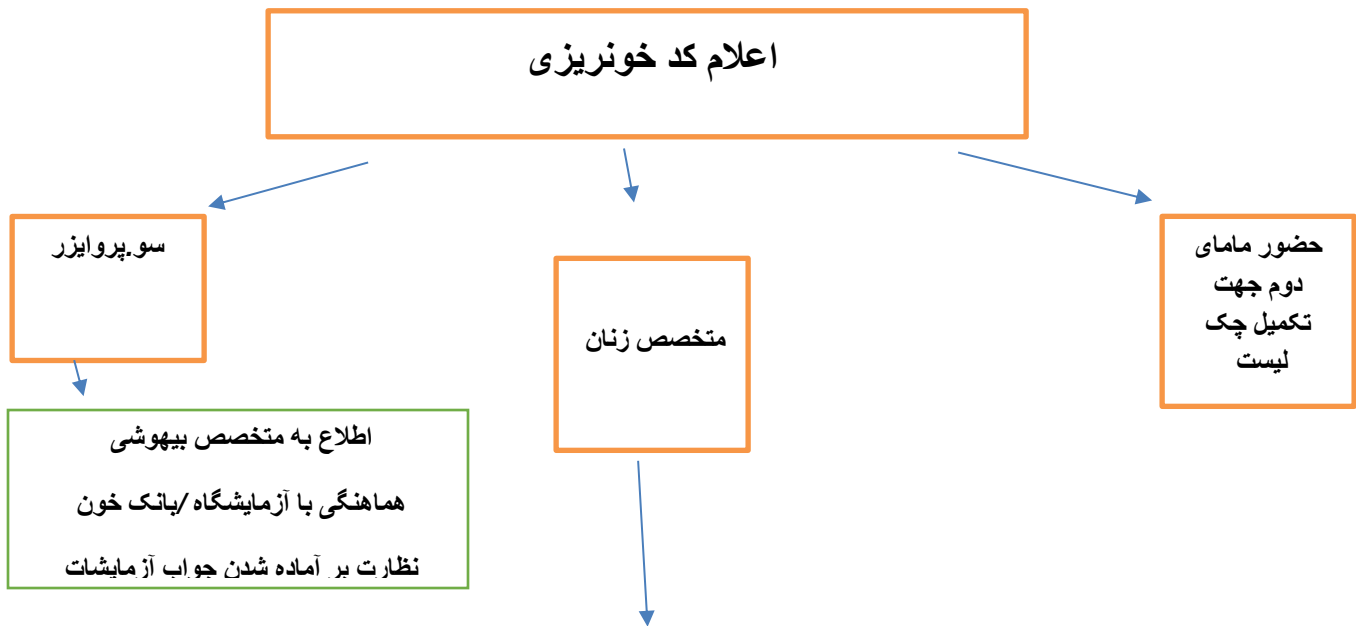 اعلام کد خونریزی
حضور مامای
دوم جهت
تکمیل چک
لیست
متخصص زنان
سو.پروایزر
اطلاع به متخصص بیهوشی
هماهنگی با آزمایشگاه /بانک خون
نظارت بر آماده شدن جواب آزمایشات